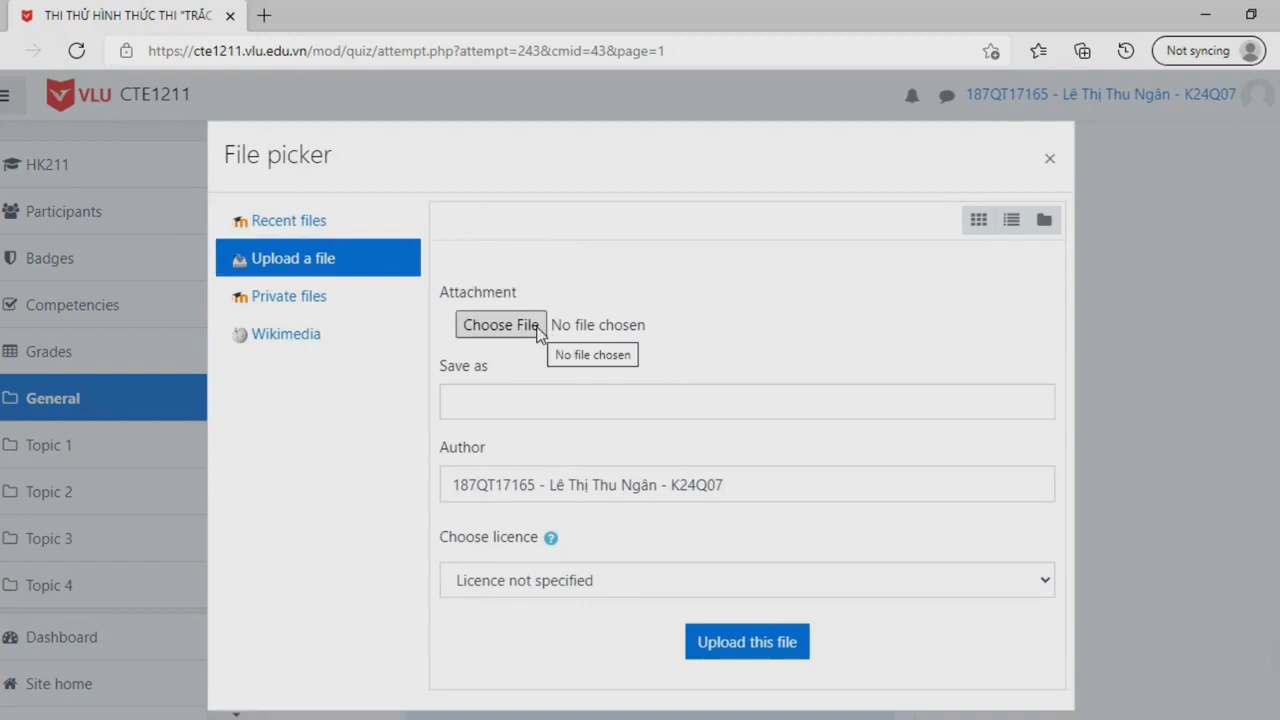 THI THỬ HÌNH THỨC THI "TRẮC
https://cte1211.vlu.edu.vn/mod/quiz/attempt.php?attempt=243&cmid=43&page=1
Not syncing
VLU CTE1211
187QT17165 - Lê Thị Thu Ngân - K24Q07
HK211
Participants
Badges
Competencies
Grades
General
Topic 1
Topic 2
Topic 3
Topic 4
Dashboard
Site home
File picker
Recent files
Upload a file
Private files
Wikimedia
Attachment
Choose File No file chosen
No file chosen
Save as
Author
187QT17165 - Lê Thị Thu Ngân - K24Q07
Choose licence
Licence not specified
Upload this file